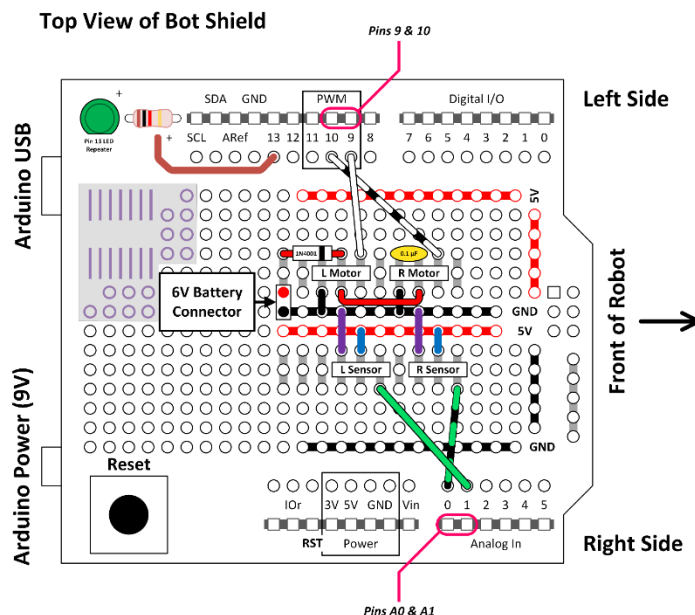 Top View of Bot Shield
Pins 9 & 10
+
SDA GND PWM Digital I/O
Left Side
Pin 13 LED
Repeater
+ SCL ARef 13 12 11 10 9 8 7 6 5 4 3 2 1 0
Arduino USB
5V
1N4001 0.1 µF
L Motor R Motor
6V Battery
Connector
GND
5V
Front of Robot
L Sensor R Sensor
Arduino Power (9V)
GND
Reset
IOr 3V 5V GND Vin 0 1 2 3 4 5
RST Power Analog In
Right Side
Pins A0 & A1